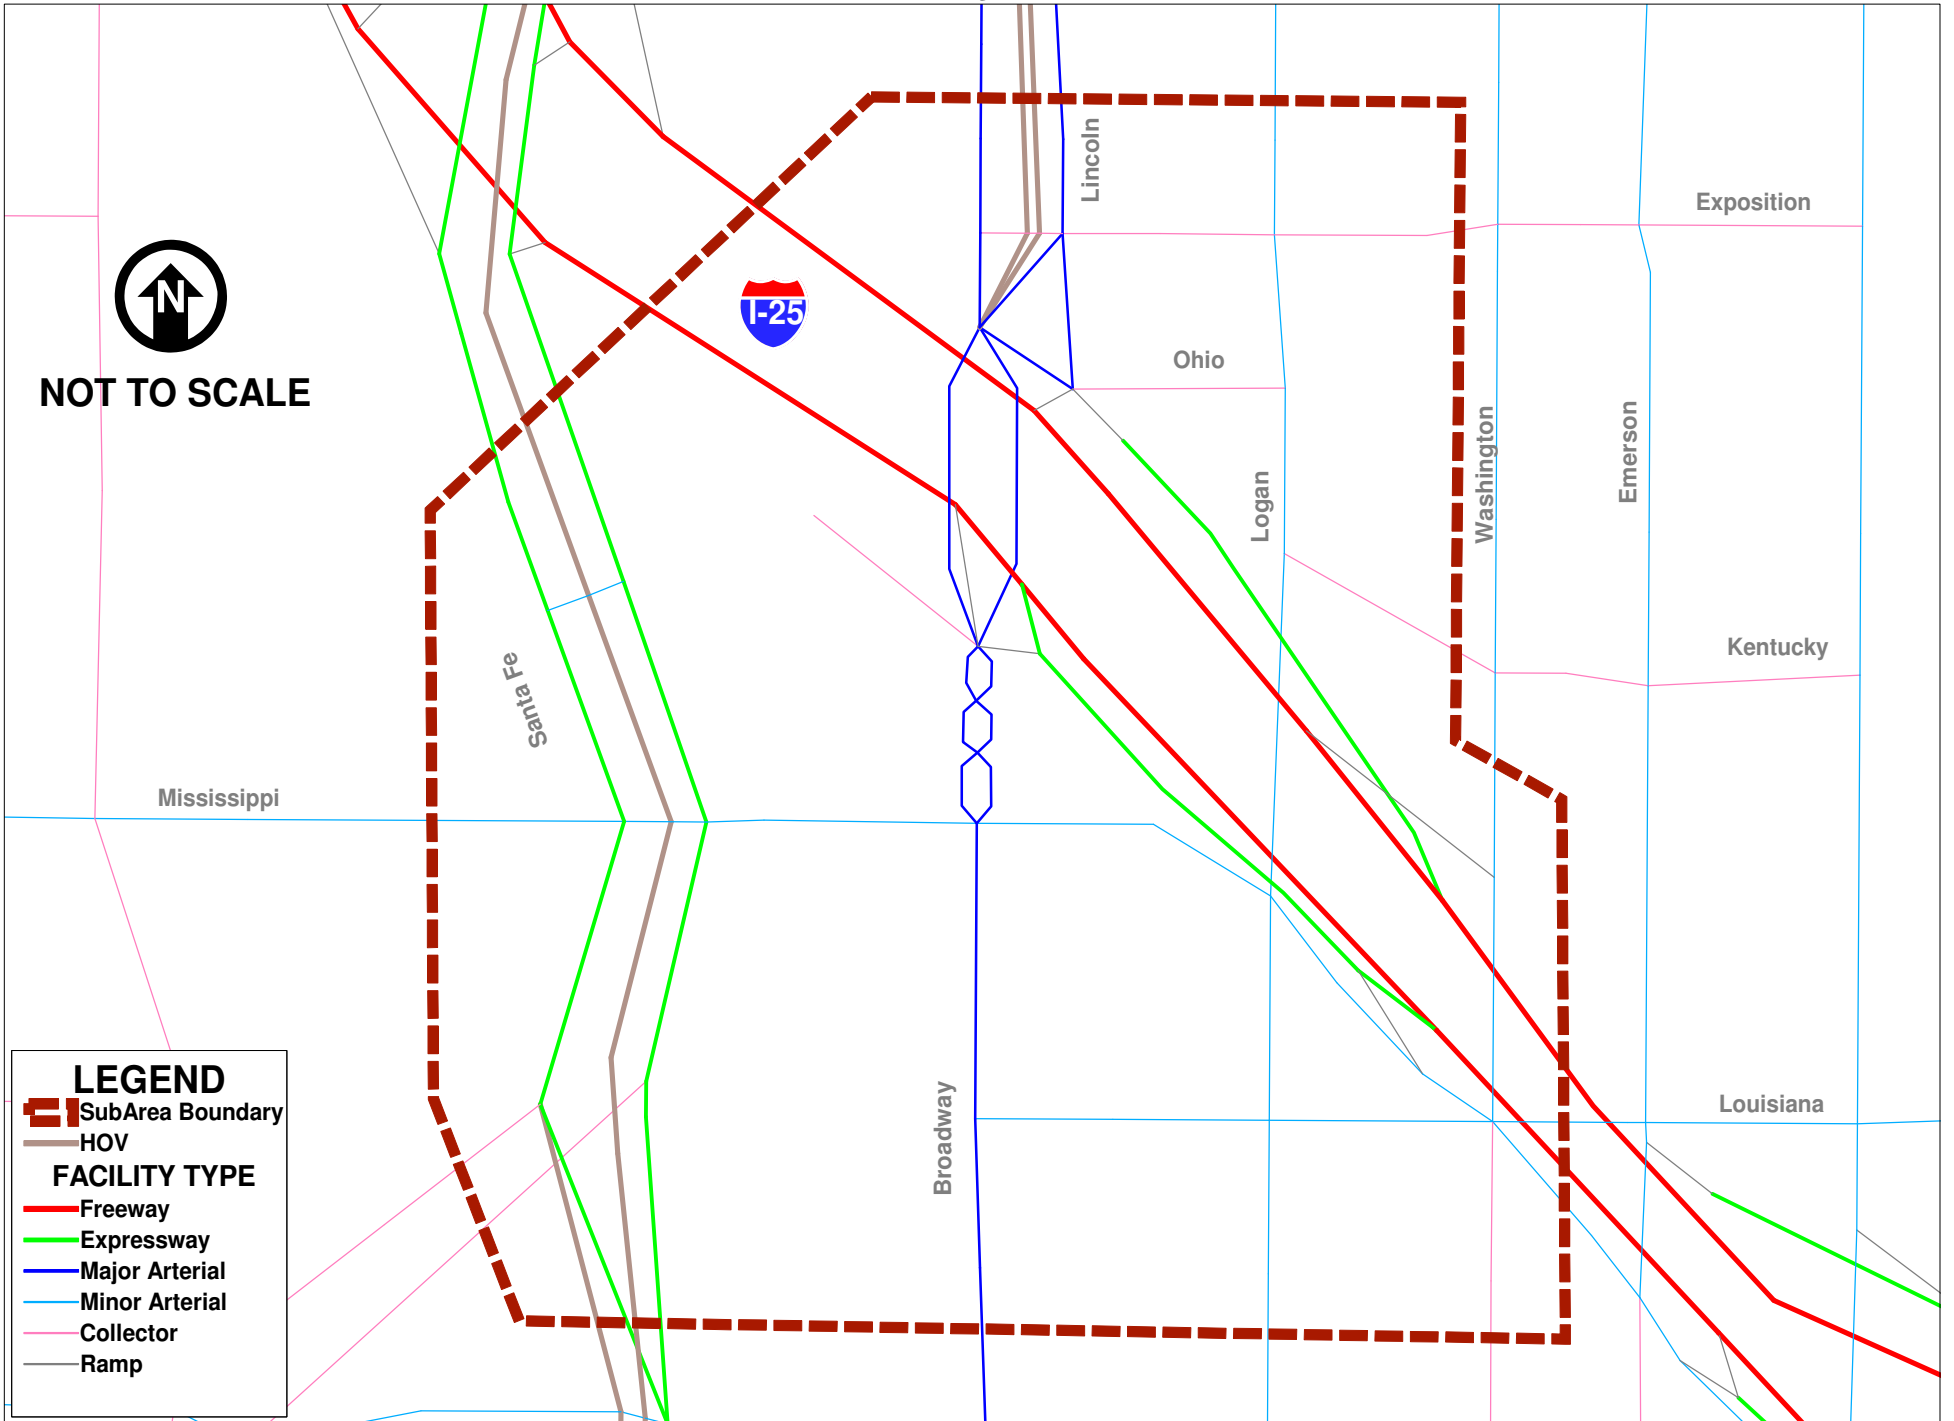 Lincoln
Exposition
N
I-25
NOT TO SCALE
Ohio
Washington
Emerson
Logan
Kentucky
Santa Fe
Mississippi
LEGEND
SubArea Boundary
HOV
FACILITY TYPE
Freeway
Expressway
Major Arterial
Minor Arterial
Collector
Ramp
Broadway
Louisiana